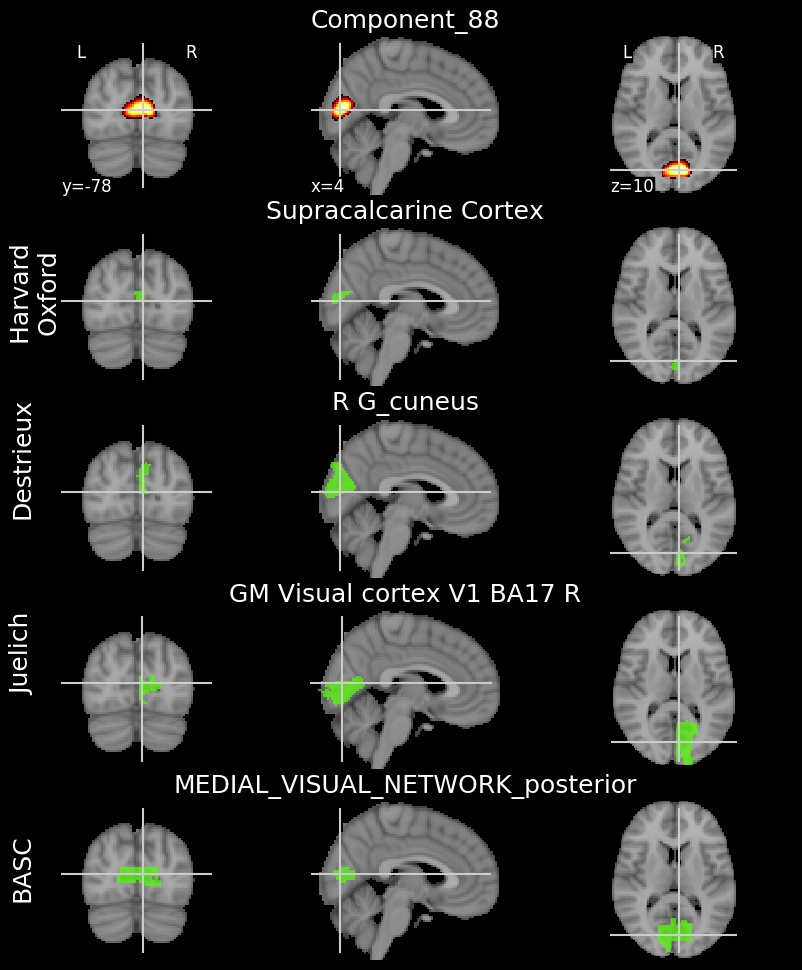 Component_88
L R L R
y=-78 x=4 z=10
Supracalcarine Cortex
Harvard
Oxford
R G_cuneus
Destrieux
GM Visual cortex V1 BA17 R
Juelich
MEDIAL_VISUAL_NETWORK_posterior
BASC